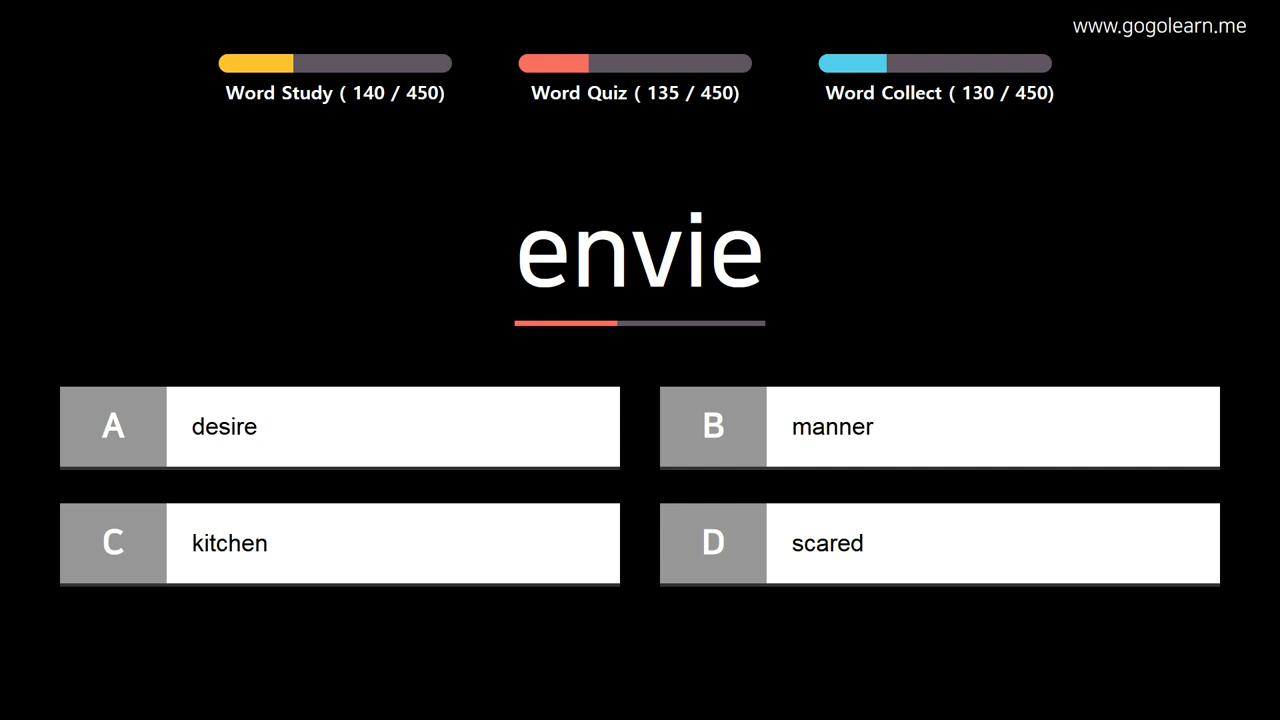 www.gogolearn.me
Word Study ( 140 / 450)
Word Quiz ( 135 / 450)
Word Collect ( 130 / 450)
envie
A desire
B manner
C kitchen
D scared